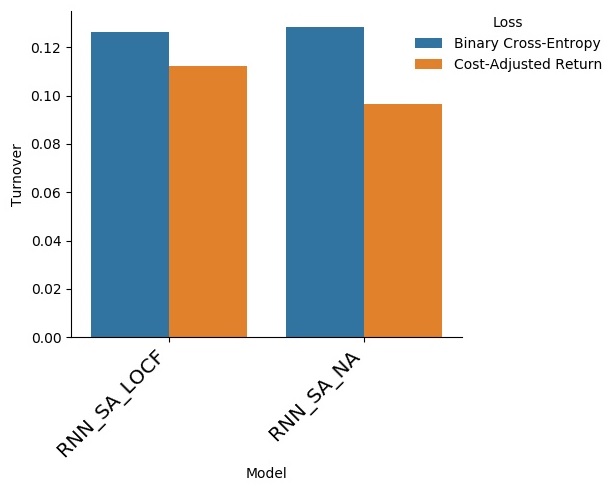 Loss
Binary Cross-Entropy
Cost-Adjusted Return
Turnover
0.12
0.10
0.08
0.06
0.04
0.02
0.00
RNN_SA_LOCF
RNN_SA_NA
Model